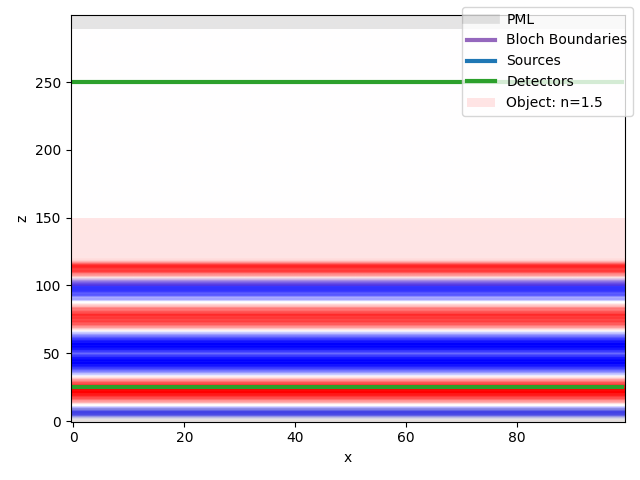 PML
Bloch Boundaries
Sources
Detectors
Object: n=1.5
250
200
150
100
50
0
z
0 20 40 60 80
x